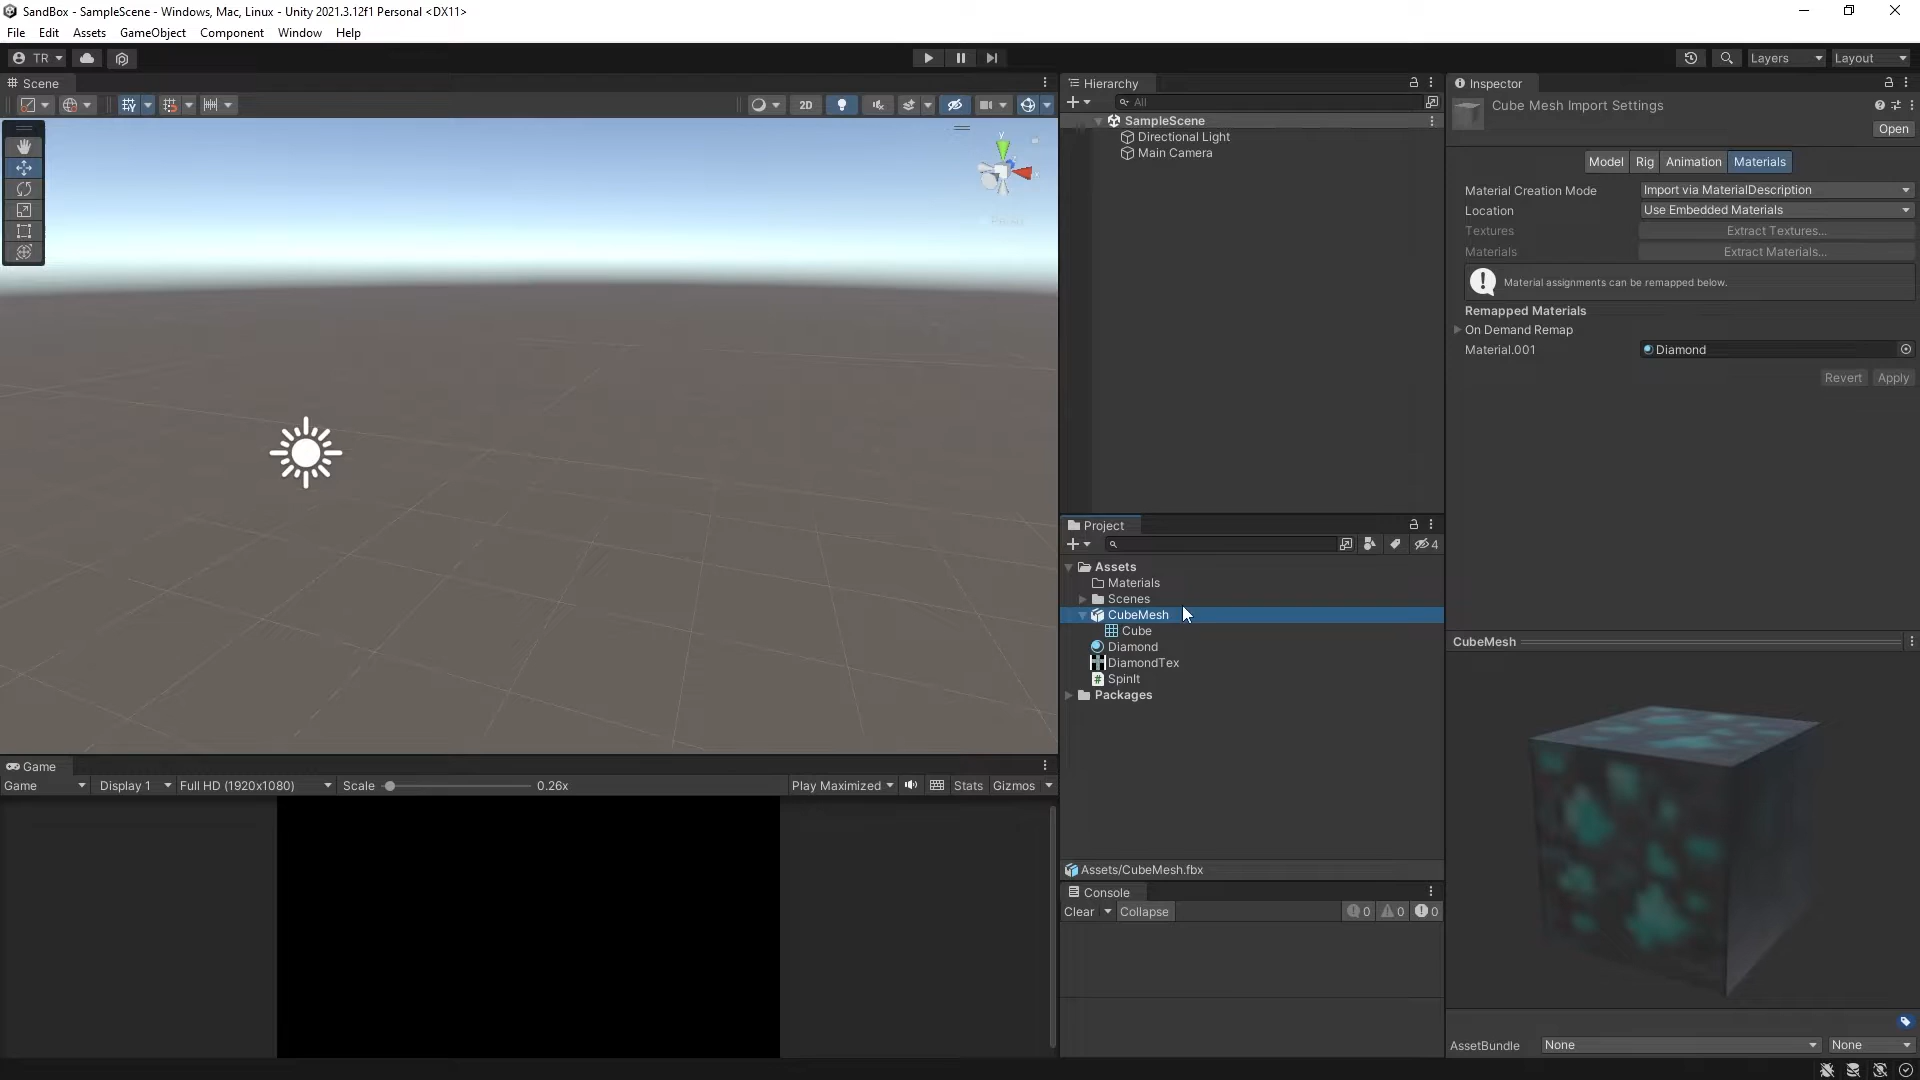 SandBox - SampleScene - Windows, Mac, Linux - Unity 2021.3.12f1 Personal <DX11>
File Edit Assets GameObject Component Window Help
TR
Layers
Layout
Scene
2D
Hierarchy
All
SampleScene
Directional Light
Main Camera
Inspector
Cube Mesh Import Settings
Open
Model Rig Animation Materials
Material Creation Mode Import via MaterialDescription
Location Use Embedded Materials
Textures Extract Textures...
Materials Extract Materials...
Material assignments can be remapped below.
Remapped Materials
On Demand Remap
Material.001 Diamond
Revert Apply
Project
4
Assets
Materials
Scenes
CubeMesh
Cube
Diamond
DiamondTex
SpinIt
Packages
Assets/CubeMesh.fbx
Console
Clear Collapse 0 0 0
Game
Game Display 1 Full HD (1920x1080) Scale 0.26x Play Maximized Stats Gizmos
CubeMesh
AssetBundle None None